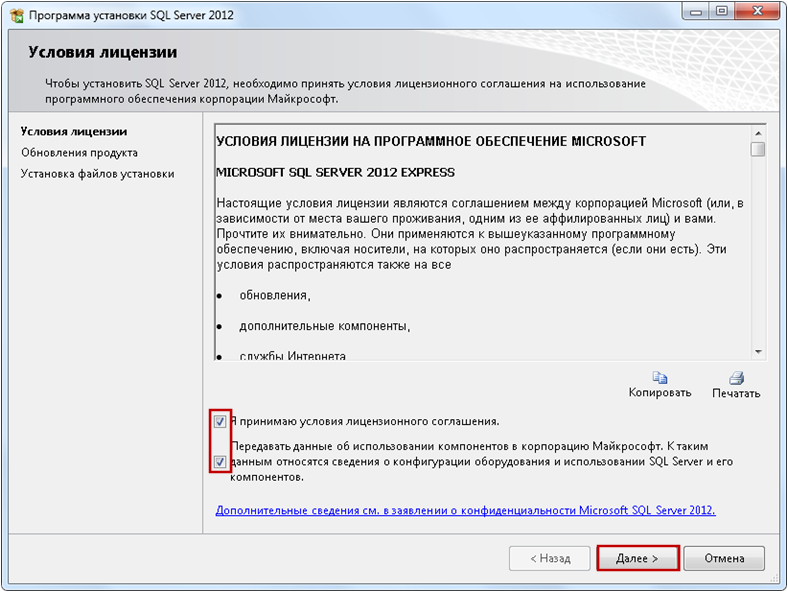 Программа установки SQL Server 2012
Условия лицензии
Чтобы установить SQL Server 2012, необходимо принять условия лицензионного соглашения на использование
программного обеспечения корпорации Майкрософт.
Условия лицензии
Обновления продукта
Установка файлов установки
УСЛОВИЯ ЛИЦЕНЗИИ НА ПРОГРАММНОЕ ОБЕСПЕЧЕНИЕ MICROSOFT
MICROSOFT SQL SERVER 2012 EXPRESS
Настоящие условия лицензии являются соглашением между корпорацией Microsoft (или, в
зависимости от места вашего проживания, одним из ее аффилированных лиц) и вами.
Прочтите их внимательно. Они применяются к вышеуказанному программному
обеспечению, включая носители, на которых оно распространяется (если они есть). Эти
условия распространяются также на все
• обновления,
• дополнительные компоненты,
• службы Интернета
Копировать
Печатать
Я принимаю условия лицензионного соглашения.
Передавать данные об использовании компонентов в корпорацию Майкрософт. К таким
данным относятся сведения о конфигурации оборудования и использовании SQL Server и его
компонентов.
Дополнительные сведения см. в заявлении о конфиденциальности Microsoft SQL Server 2012.
< Назад
Далее >
Отмена